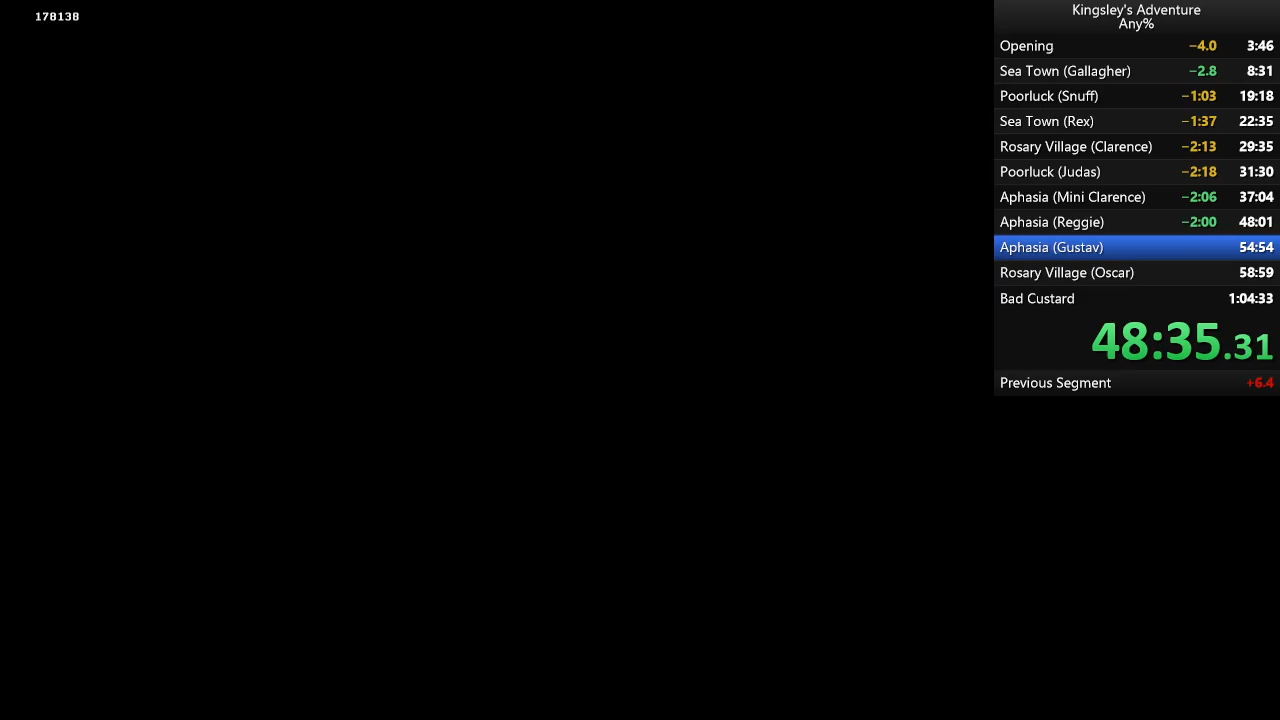 178138
Kingsley's Adventure
Any%
Opening −4.0 3:46
Sea Town (Gallagher) −2.8 8:31
Poorluck (Snuff) −1:03 19:18
Sea Town (Rex) −1:37 22:35
Rosary Village (Clarence) −2:13 29:35
Poorluck (Judas) −2:18 31:30
Aphasia (Mini Clarence) −2:06 37:04
Aphasia (Reggie) −2:00 48:01
Aphasia (Gustav) 54:54
Rosary Village (Oscar) 58:59
Bad Custard 1:04:33
48:35.31
Previous Segment +6.4